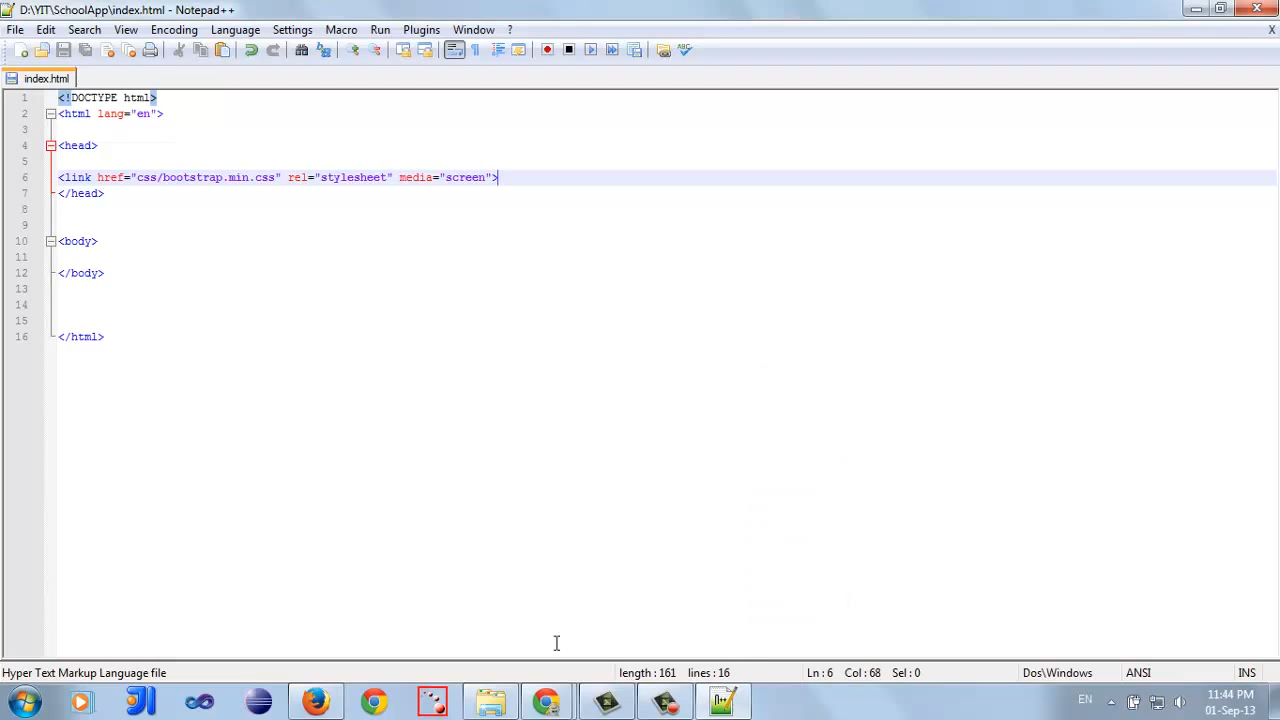 D:\YIT\SchoolApp\index.html - Notepad++
File Edit Search View Encoding Language Settings Macro Run Plugins Window ? X
index.html
1 <!DOCTYPE html>
2 <html lang="en">
3
4 <head>
5
6 <link href="css/bootstrap.min.css" rel="stylesheet" media="screen">
7 </head>
8
9
10 <body>
11
12 </body>
13
14
15
16 </html>
Hyper Text Markup Language file length : 161 lines : 16 Ln : 6 Col : 68 Sel : 0 Dos\Windows ANSI INS
EN 11:44 PM
01-Sep-13